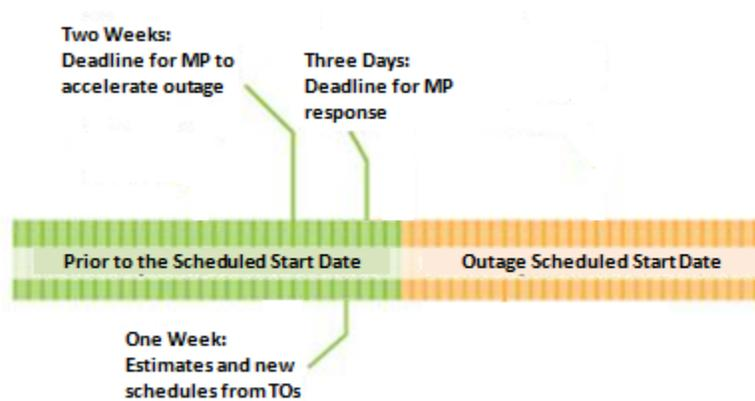 Two Weeks:
Deadline for MP to
accelerate outage
Three Days:
Deadline for MP
response
Prior to the Scheduled Start Date
Outage Scheduled Start Date
One Week:
Estimates and new
schedules from TOs